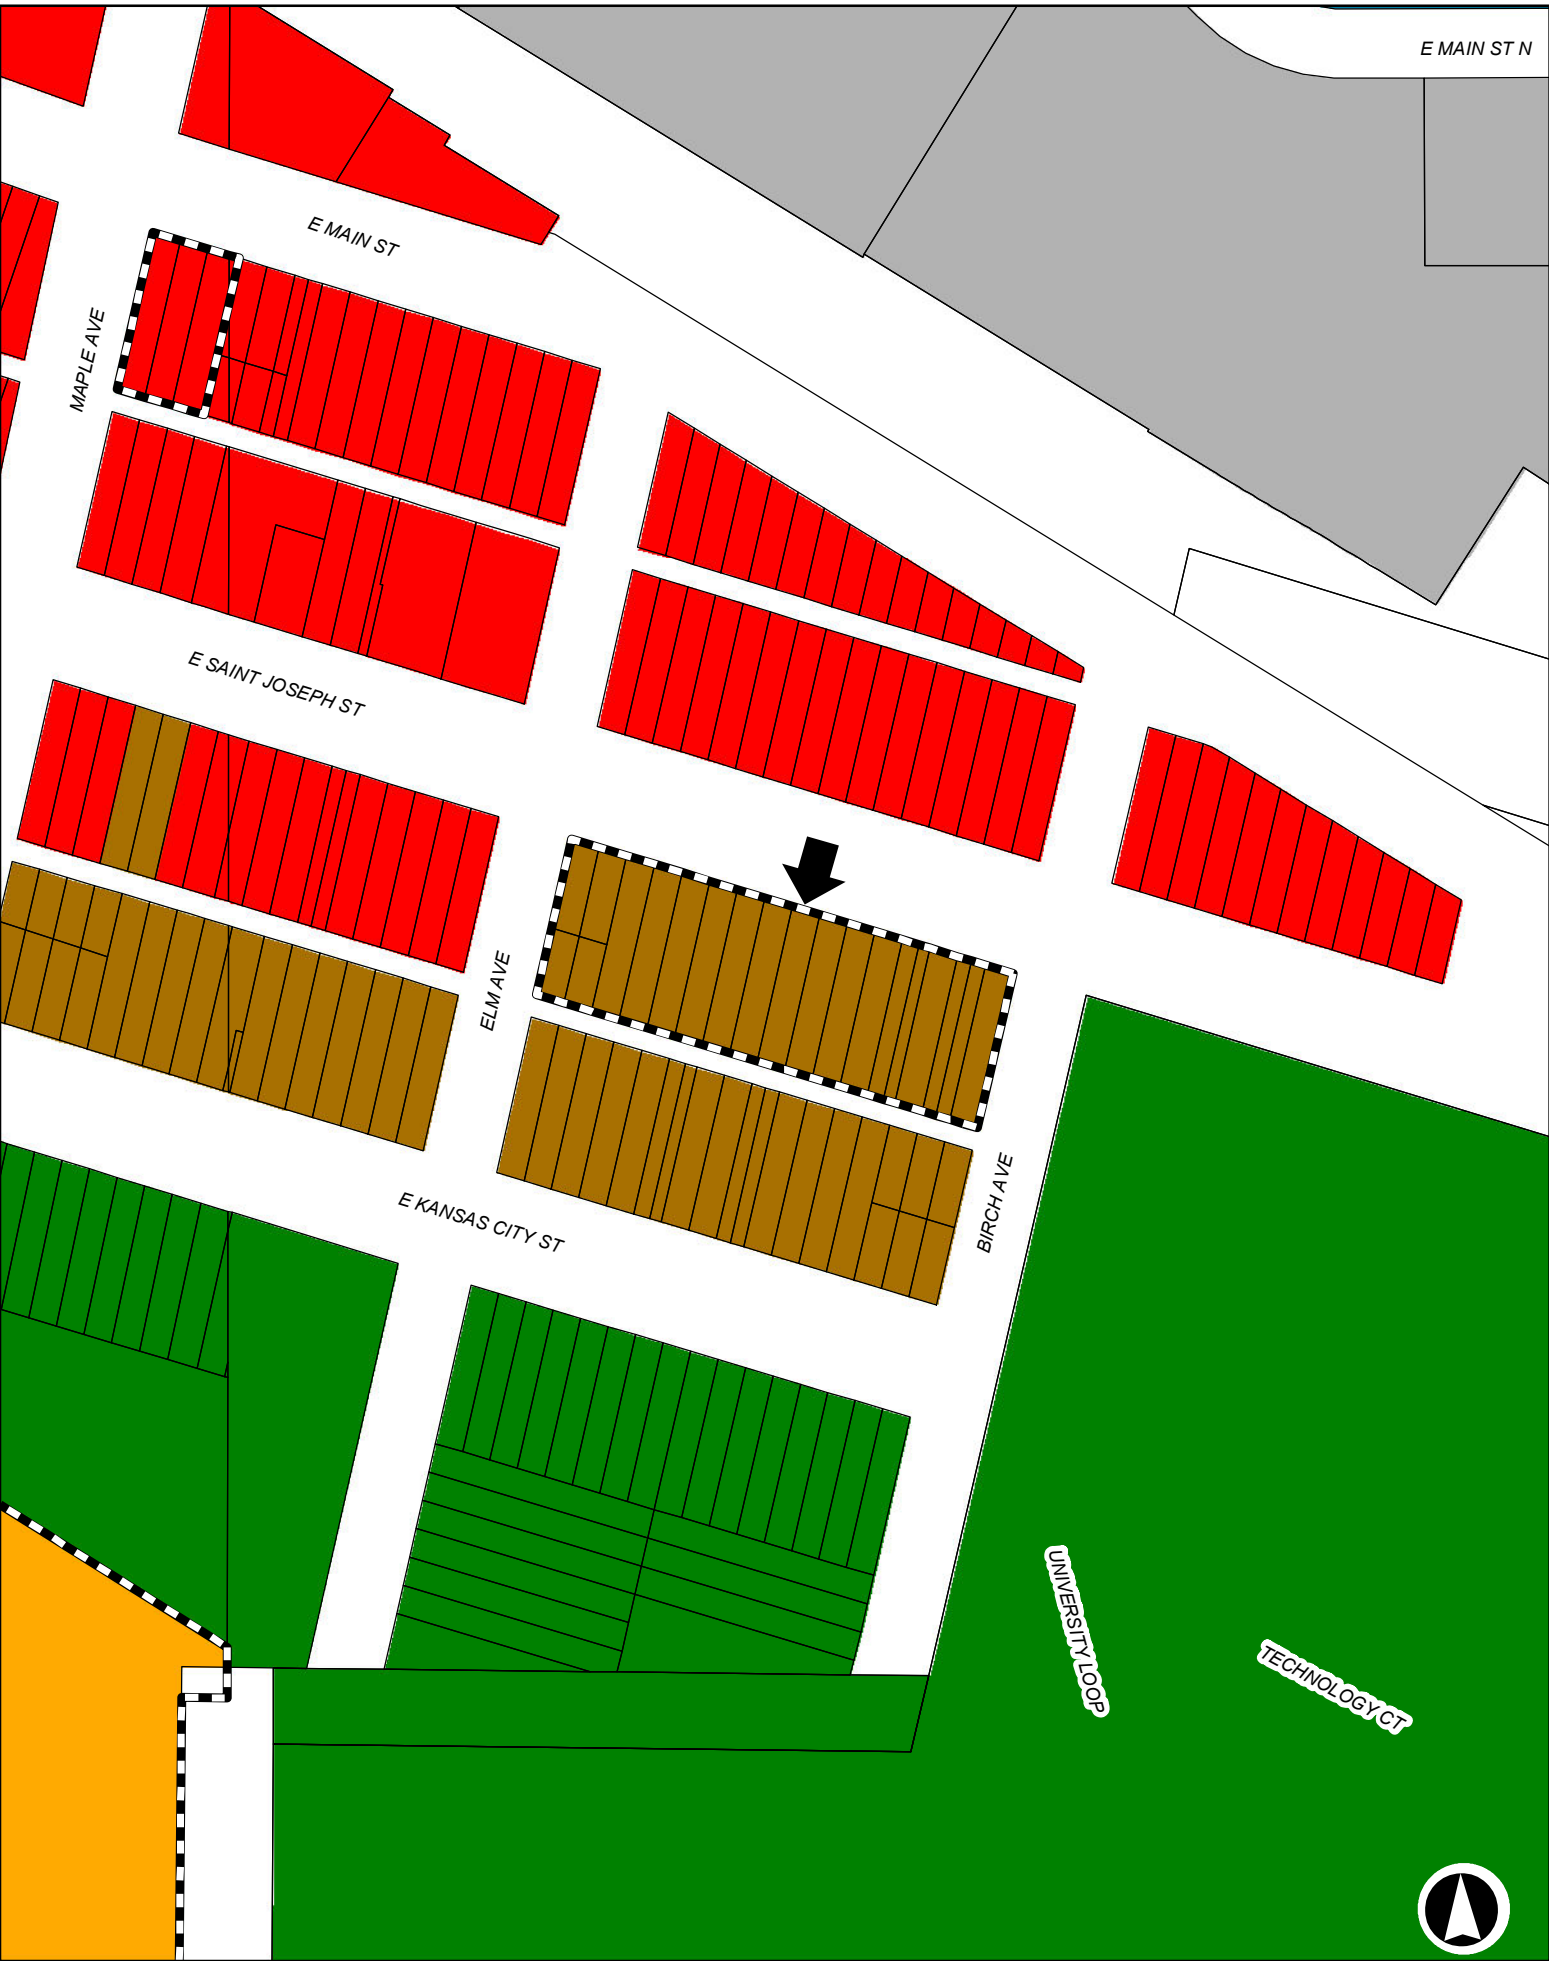 E MAIN ST N
E MAIN ST
MAPLE AVE
E SAINT JOSEPH ST
ELM AVE
E KANSAS CITY ST
BIRCH AVE
UNIVERSITY LOOP
TECHNOLOGY CT